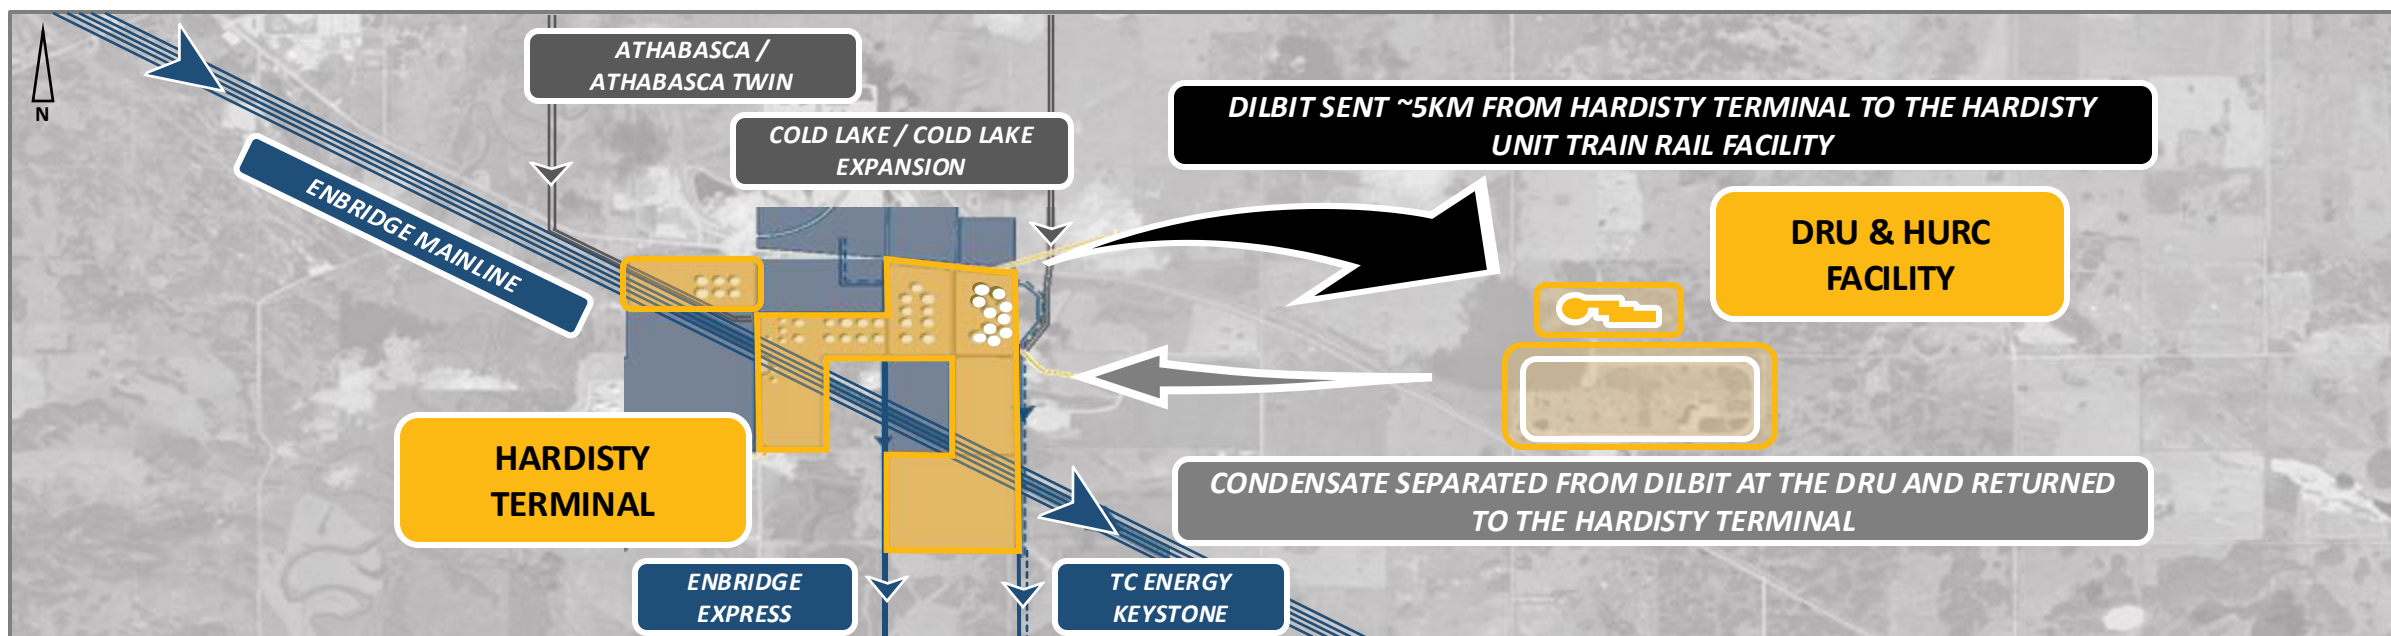 N
ATHABASCA /
ATHABASCA TWIN
COLD LAKE / COLD LAKE
EXPANSION
DILBIT SENT ~5KM FROM HARDISTY TERMINAL TO THE HARDISTY
UNIT TRAIN RAIL FACILITY
ENBRIDGE MAINLINE
DRU & HURC
FACILITY
HARDISTY
TERMINAL
CONDENSATE SEPARATED FROM DILBIT AT THE DRU AND RETURNED
TO THE HARDISTY TERMINAL
ENBRIDGE
EXPRESS
TC ENERGY
KEYSTONE